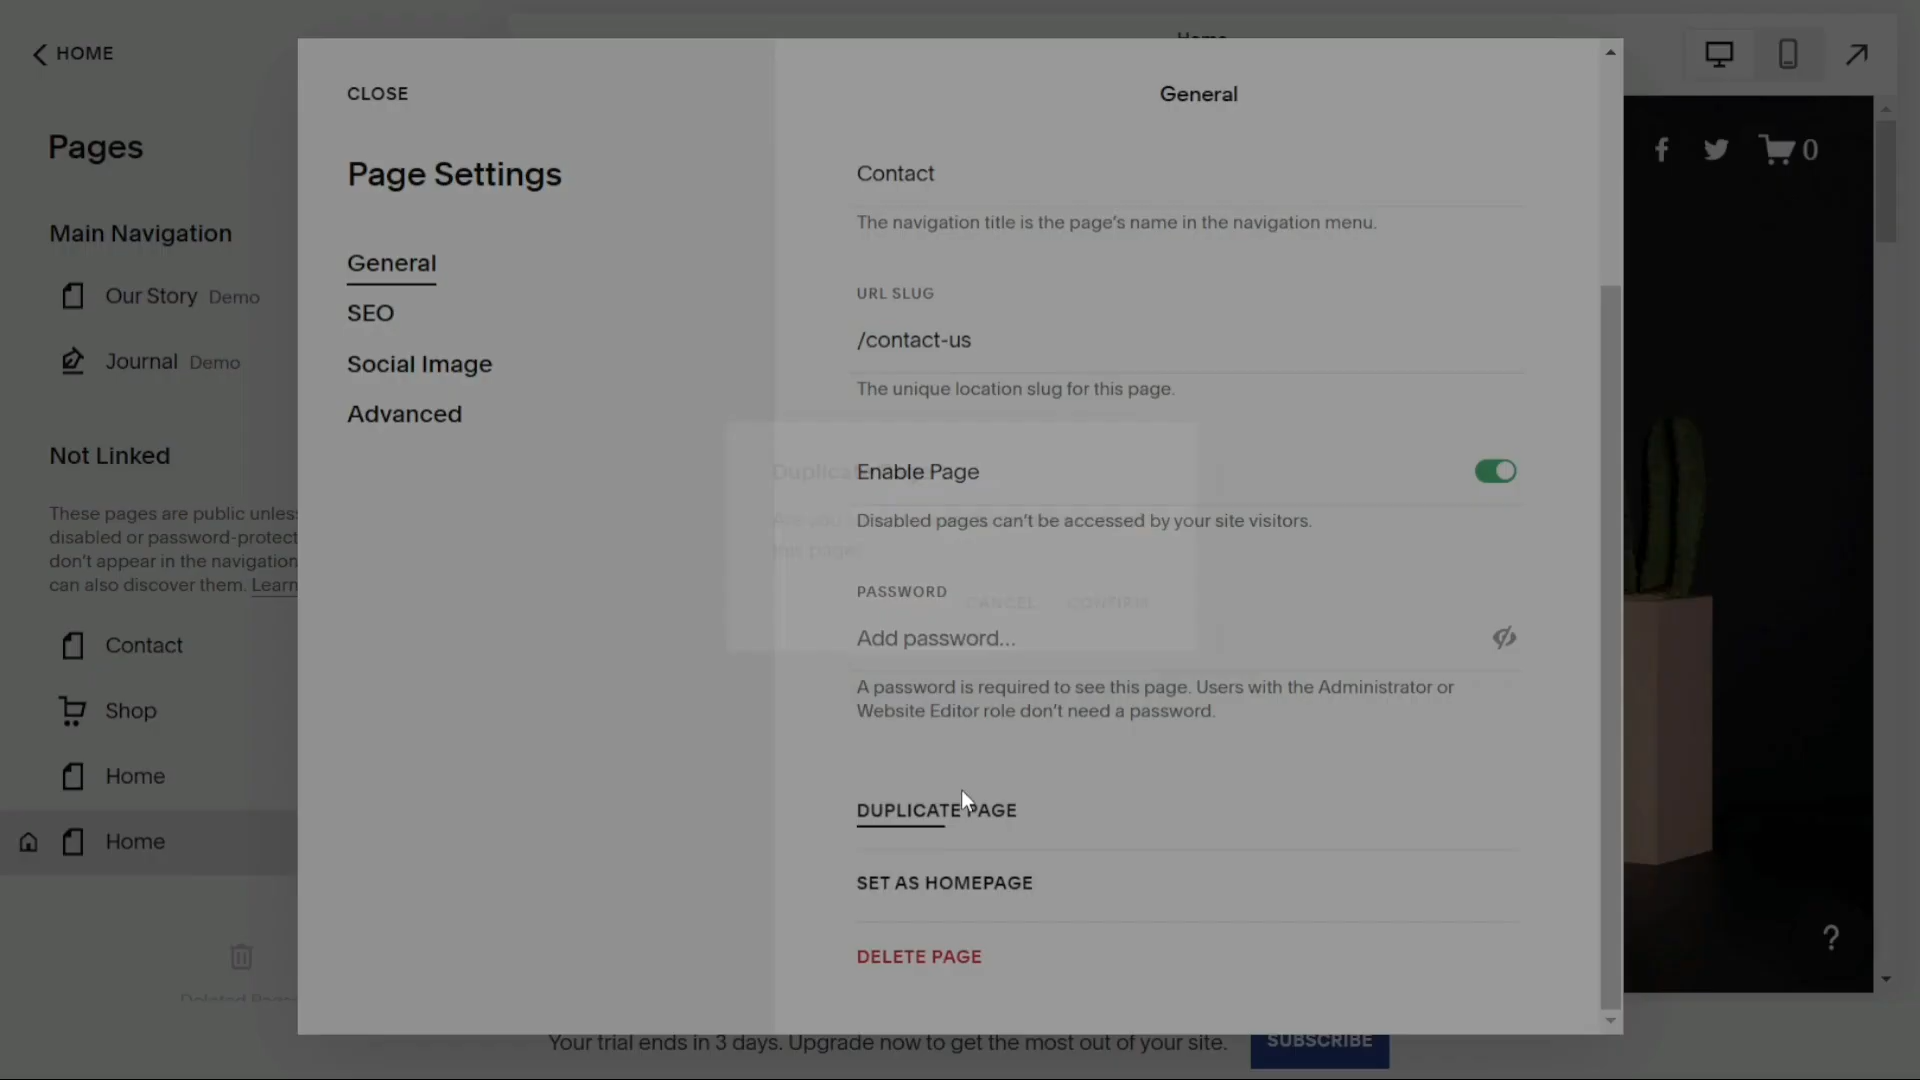 HOME
Home
Pages
Main Navigation
Our Story Demo
Journal Demo
Not Linked
These pages are public unles
disabled or password-protect
don't appear in the navigation
can also discover them. Learn
Contact
Shop
Home
Home
CLOSE
Page Settings
General
SEO
Social Image
Advanced
General
Contact
The navigation title is the page's name in the navigation menu.
URL SLUG
/contact-us
The unique location slug for this page.
Enable Page
Disabled pages can't be accessed by your site visitors.
this page
CANCEL CONFIRM
PASSWORD
Add password...
A password is required to see this page. Users with the Administrator or
Website Editor role don't need a password.
DUPLICATE PAGE
SET AS HOMEPAGE
DELETE PAGE
0
?
Your trial ends in 3 days. Upgrade now to get the most out of your site.
SUBSCRIBE